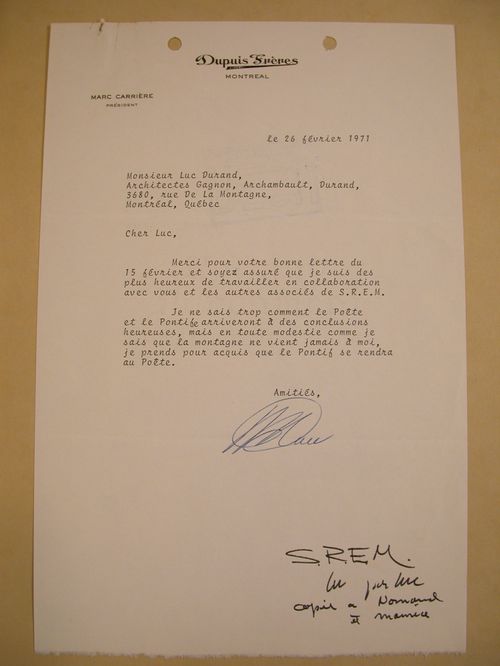 Dupuis Frères
MONTREAL
MARC CARRIÈRE
PRÉSIDENT
le 26 février 1971
Monsieur Luc Durand,
Architectes Gagnon, Archambault, Durand,
3680, rue De La Montagne,
Montréal, Québec
Cher Luc,
Merci pour votre bonne lettre du
15 février et soyez assuré que je suis des
plus heureux de travailler en collaboration
avec vous et les autres associés de S.R.E.M.
Je ne sais trop comment le Poète
et le Pontife arriveront à des conclusions
heureuses, mais en toute modestie comme je
sais que la montagne ne vient jamais à moi,
je prends pour acquis que le Pontif se rendra
au Poète.
Amitiés,
S.R.E.M.
lu par luc
copie a Normand
et maurice